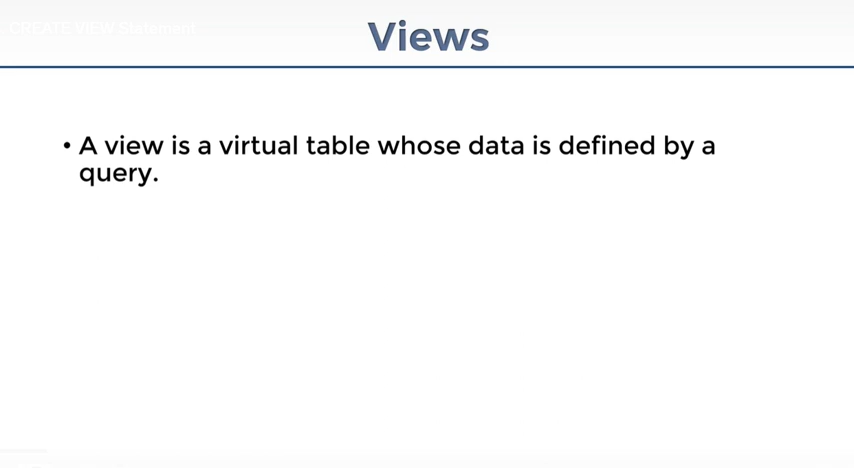 CREATE VIEW Statement
Views
• A view is a virtual table whose data is defined by a
query.